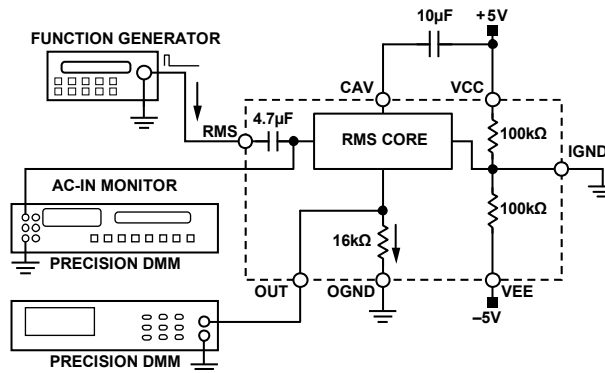 10µF
+5V
FUNCTION GENERATOR
CAV
VCC
4.7µF
RMS
RMS CORE
100kΩ
IGND
AC-IN MONITOR
100kΩ
16kΩ
PRECISION DMM
OUT
OGND
VEE
–5V
PRECISION DMM